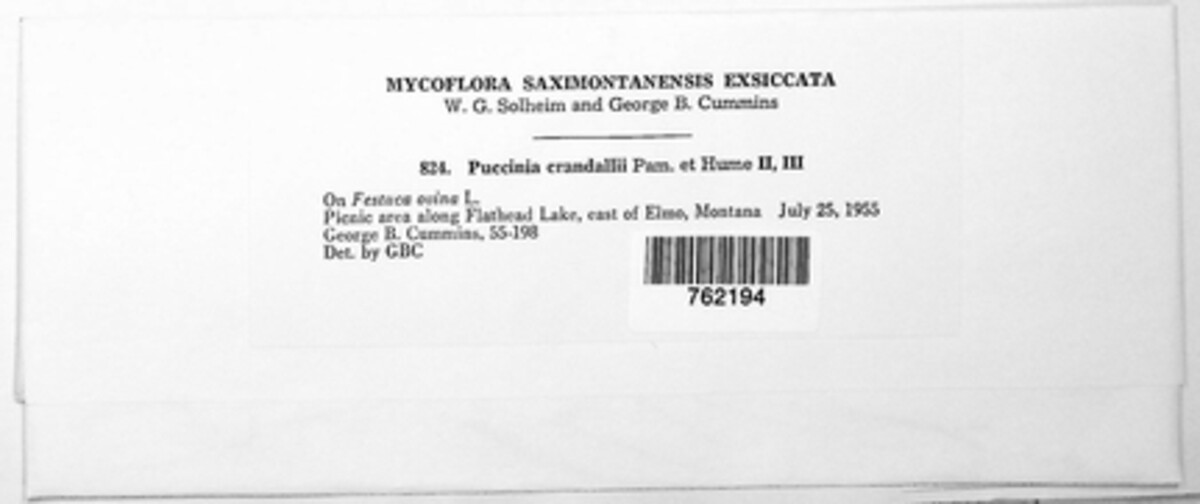 MYCOFLORA SAXIMONTANENSIS EXSICCATA
W. G. Solheim and George B. Cummins
824. Puccinia crandallii Pam. et Hume II, III
On Festuca ovina L.
Picnic area along Flathead Lake, east of Elmo, Montana July 25, 1955
George B. Cummins, 55-198
Det. by GBC
762194